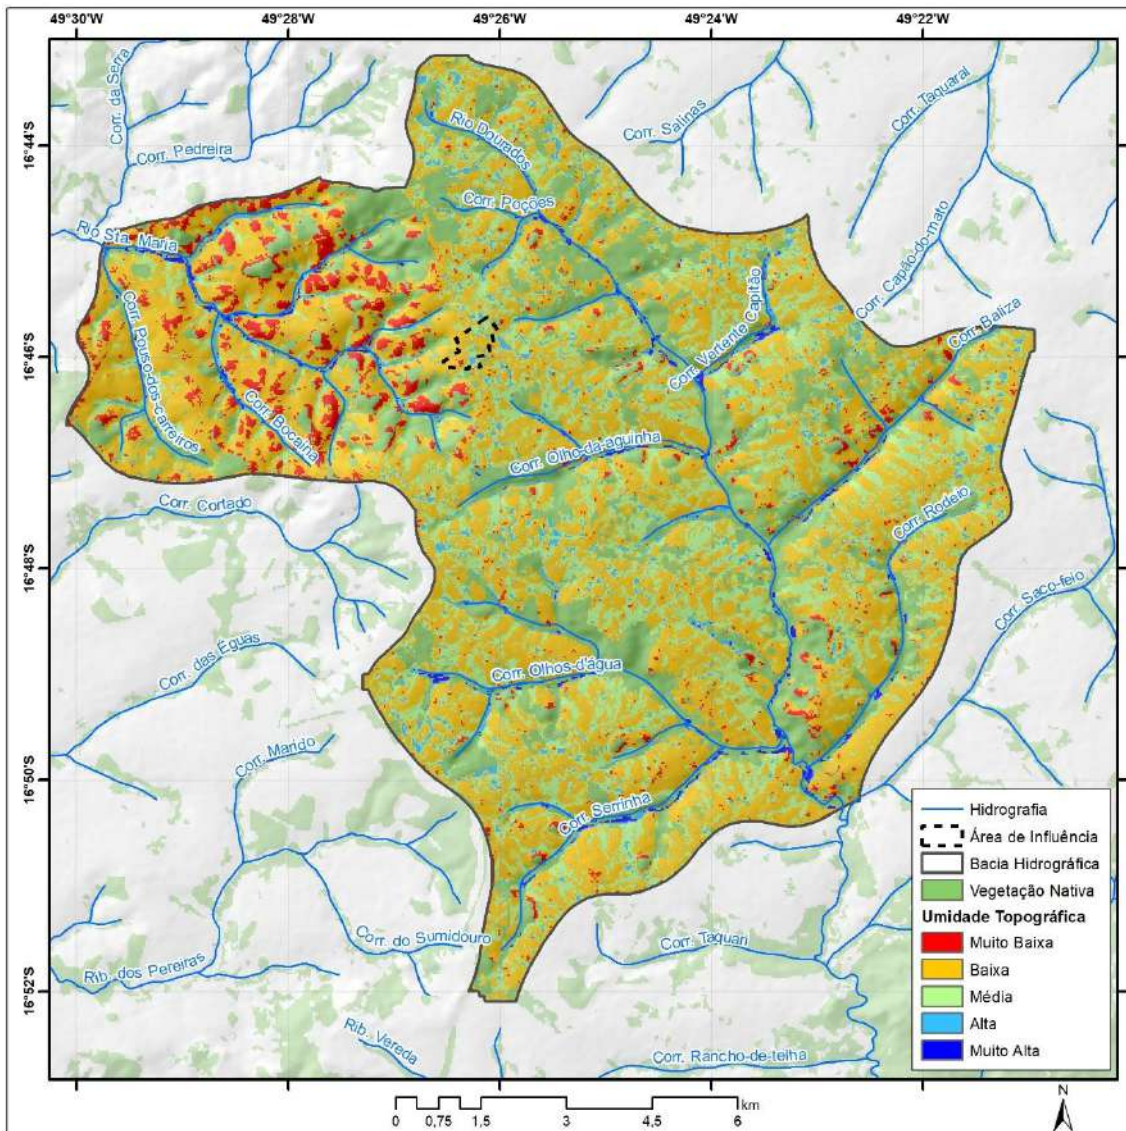 49°30'W 49°28'W 49°26'W 49°24'W 49°22'W
16°44'S
16°46'S
16°48'S
16°50'S
16°52'S
Corr. da Serra
Corr. Pedreira
Rio Dourados
Corr. Salinas
Corr. Taquaral
Corr. Poções
Rio Sta. Maria
Corr. Capão-do-mato
Corr. Pouso-dos-carreiros
Corr. Vertente Capitão
Corr. Baliza
Corr. Bocaina
Corr. Olho-da-aguinha
Corr. Cortado
Corr. Rodeio
Corr. Saco-feio
Corr. das Éguas
Corr. Olhos-d'água
Corr. Marido
Corr. Serrinha
Corr. do Sumidouro
Corr. Taquari
Rib. dos Pereiras
Rib. Vereda
Corr. Rancho-de-telha
Hidrografia
Área de Influência
Bacia Hidrográfica
Vegetação Nativa
Umidade Topográfica
Muito Baixa
Baixa
Média
Alta
Muito Alta
km
0 0,75 1,5 3 4,5 6
N